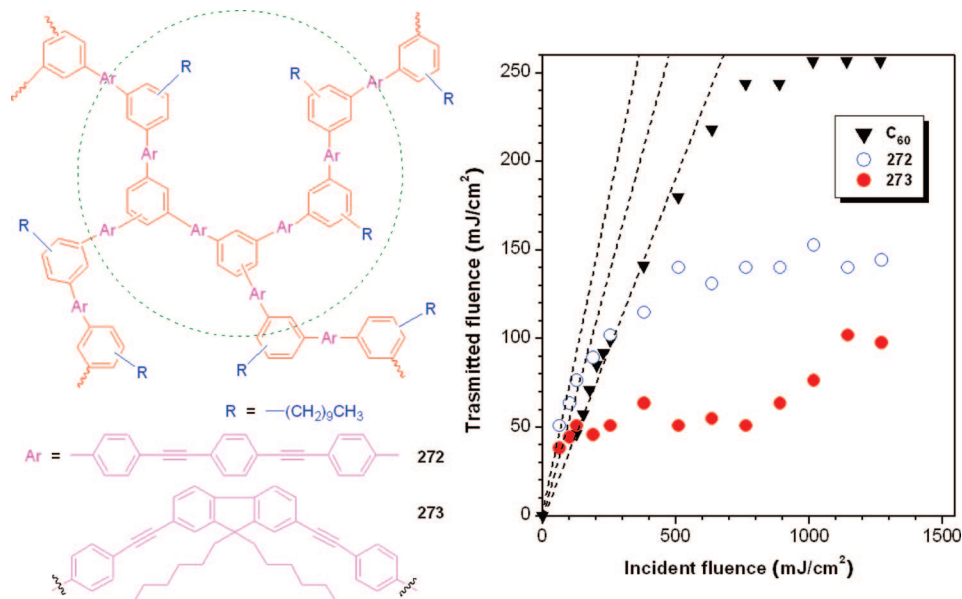 Ar
R
R
Ar
R
R
Ar
Ar
R
R
Ar
Ar
Ar
Ar
Ar
R
Ar
R
R
R = —(CH2)9CH3
Ar =
272
273
Trasmitted fluence (mJ/cm²)
250
200
150
100
50
0
0 500 1000 1500
Incident fluence (mJ/cm²)
C60
272
273